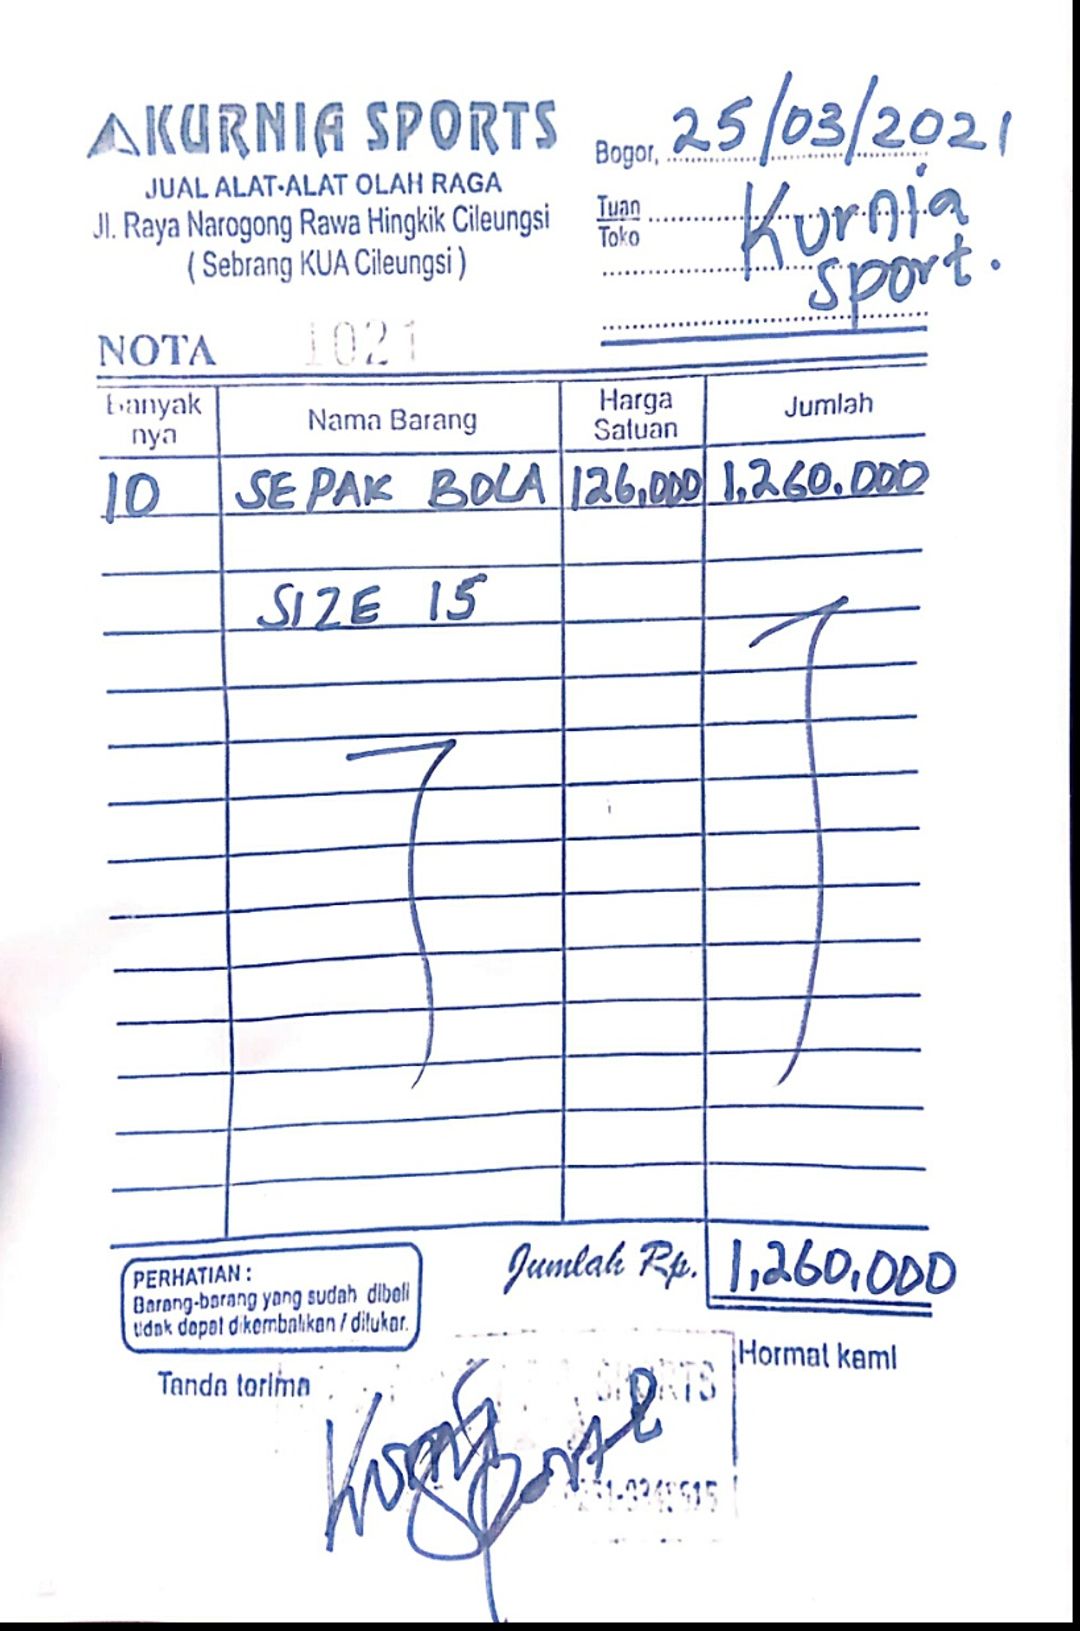 KURNIA SPORTS
JUAL ALAT-ALAT OLAH RAGA
Jl. Raya Narogong Rawa Hingkik Cileungsi
( Sebrang KUA Cileungsi )
Bogor, 25/03/2021
Tuan
Toko
Kurnia
sport.
NOTA 1021
Banyak
nya
Nama Barang
Harga
Satuan
Jumlah
10 SEPAK BOLA 126,000 1,260.000
SIZE 15
Jumlah Rp. 1,260,000
PERHATIAN :
Barang-barang yang sudah dibeli
tidak dapat dikembalikan / ditukar.
Tanda terima
Hormat kami
SPORTS